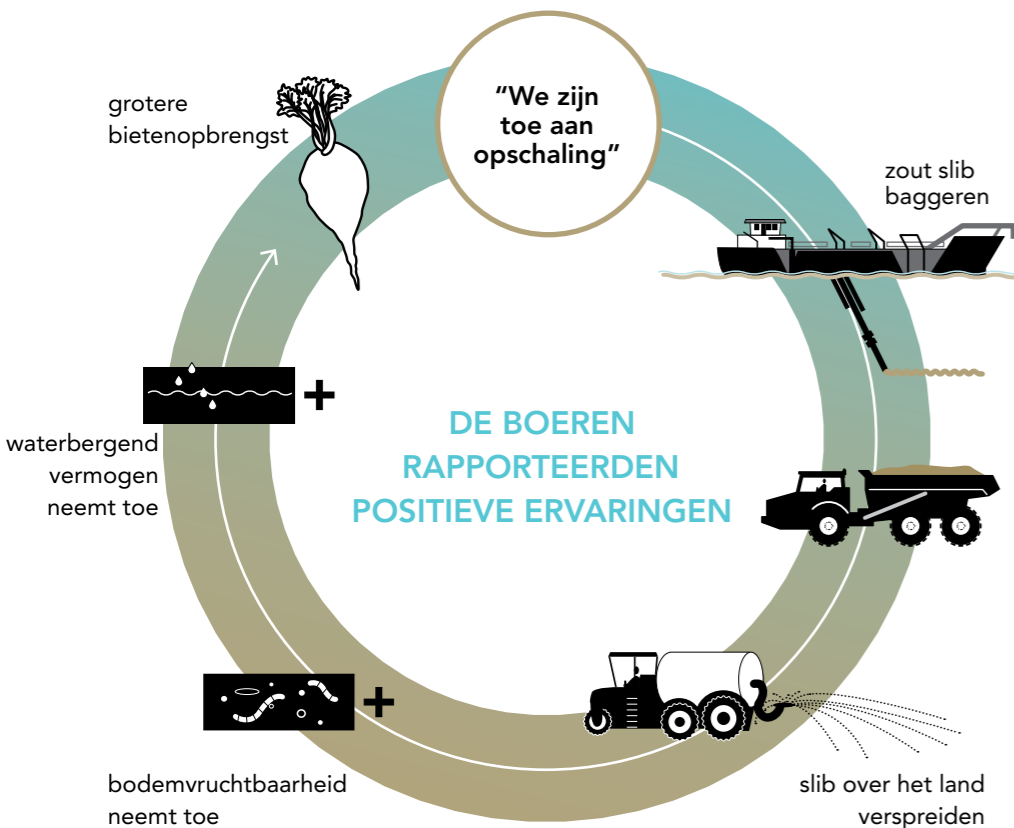 "We zijn
toe aan
opschaling"
zout slib
baggeren
slib over het land
verspreiden
bodemvruchtbaarheid
neemt toe
waterbergend
vermogen
neemt toe
grotere
bietenopbrengst
DE BOEREN
RAPPORTEERDEN
POSITIEVE ERVARINGEN